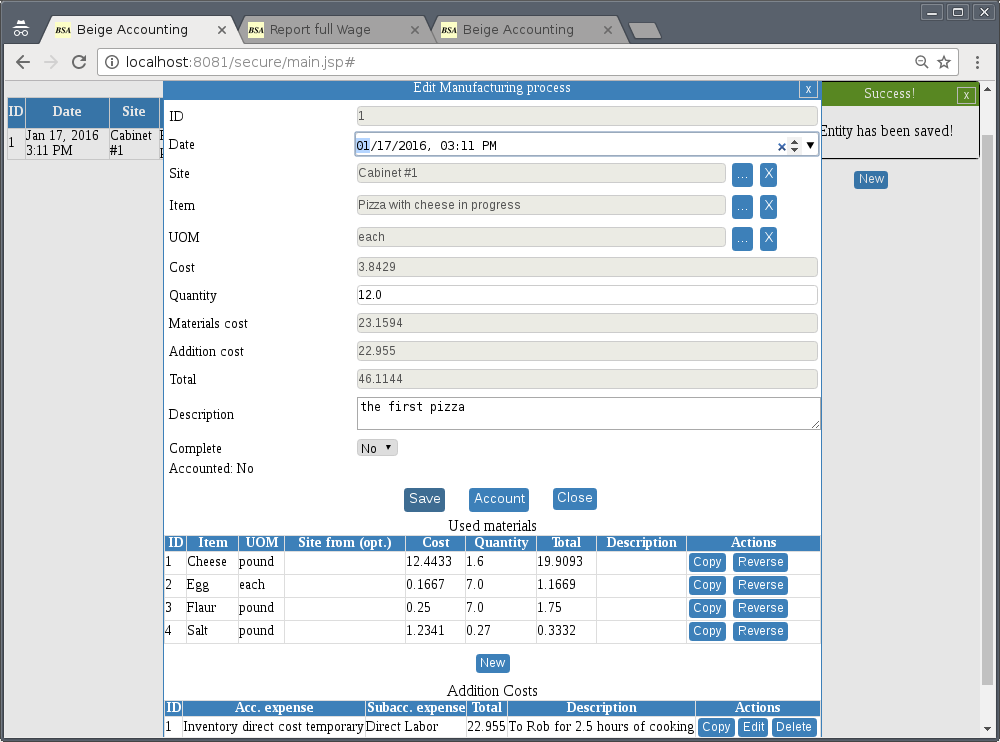 BSA Beige Accounting
BSA Report full Wage
BSA Beige Accounting
localhost:8081/secure/main.jsp#
ID Date Site
1 Jan 17, 2016 3:11 PM Cabinet #1
Edit Manufacturing process x
ID 1
Date 01/17/2016, 03:11 PM
Site Cabinet #1 ... X
Item Pizza with cheese in progress ... X
UOM each ... X
Cost 3.8429
Quantity 12.0
Materials cost 23.1594
Addition cost 22.955
Total 46.1144
Description the first pizza
Complete No
Accounted: No
Save Account Close
Used materials
ID Item UOM Site from (opt.) Cost Quantity Total Description Actions
1 Cheese pound 12.4433 1.6 19.9093 Copy Reverse
2 Egg each 0.1667 7.0 1.1669 Copy Reverse
3 Flaur pound 0.25 7.0 1.75 Copy Reverse
4 Salt pound 1.2341 0.27 0.3332 Copy Reverse
New
Addition Costs
ID Acc. expense Subacc. expense Total Description Actions
1 Inventory direct cost temporary Direct Labor 22.955 To Rob for 2.5 hours of cooking Copy Edit Delete
Success! x
Entity has been saved!
New